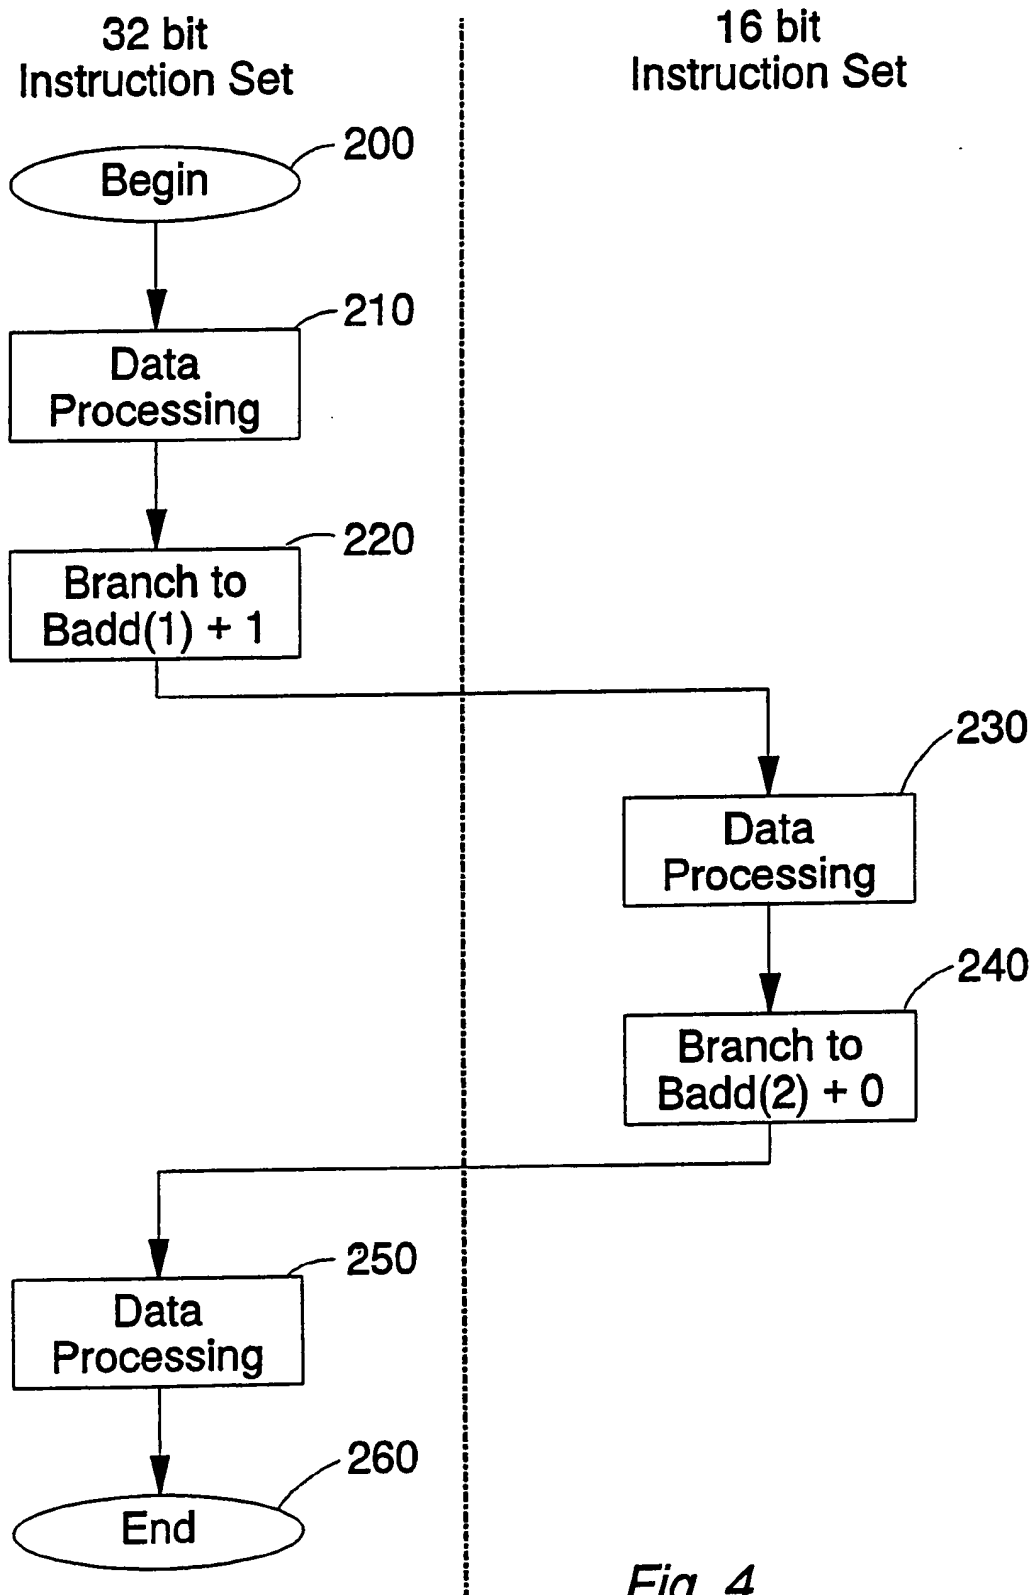 32 bit
Instruction Set
16 bit
Instruction Set
200
Begin
210
Data
Processing
220
Branch to
Badd(1) + 1
230
Data
Processing
240
Branch to
Badd(2) + 0
250
Data
Processing
260
End
Fig. 4